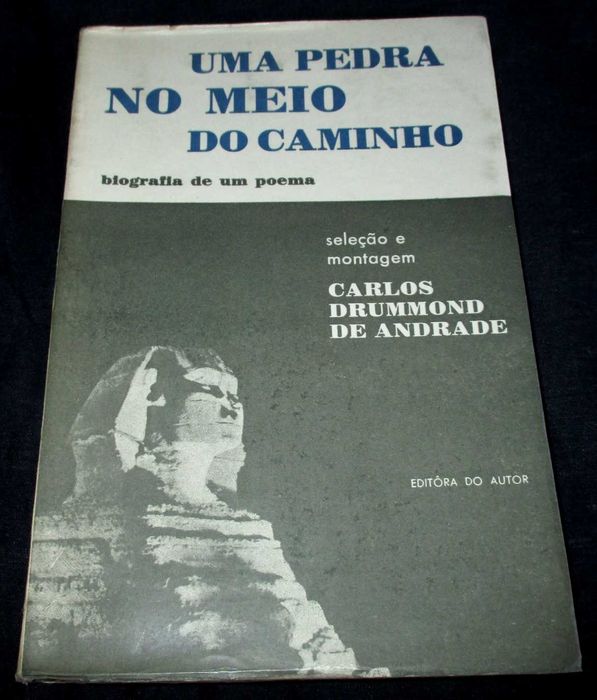 UMA PEDRA
NO MEIO
DO CAMINHO
biografia de um poema
seleção e
montagem
CARLOS
DRUMMOND
DE ANDRADE
EDITÔRA DO AUTOR